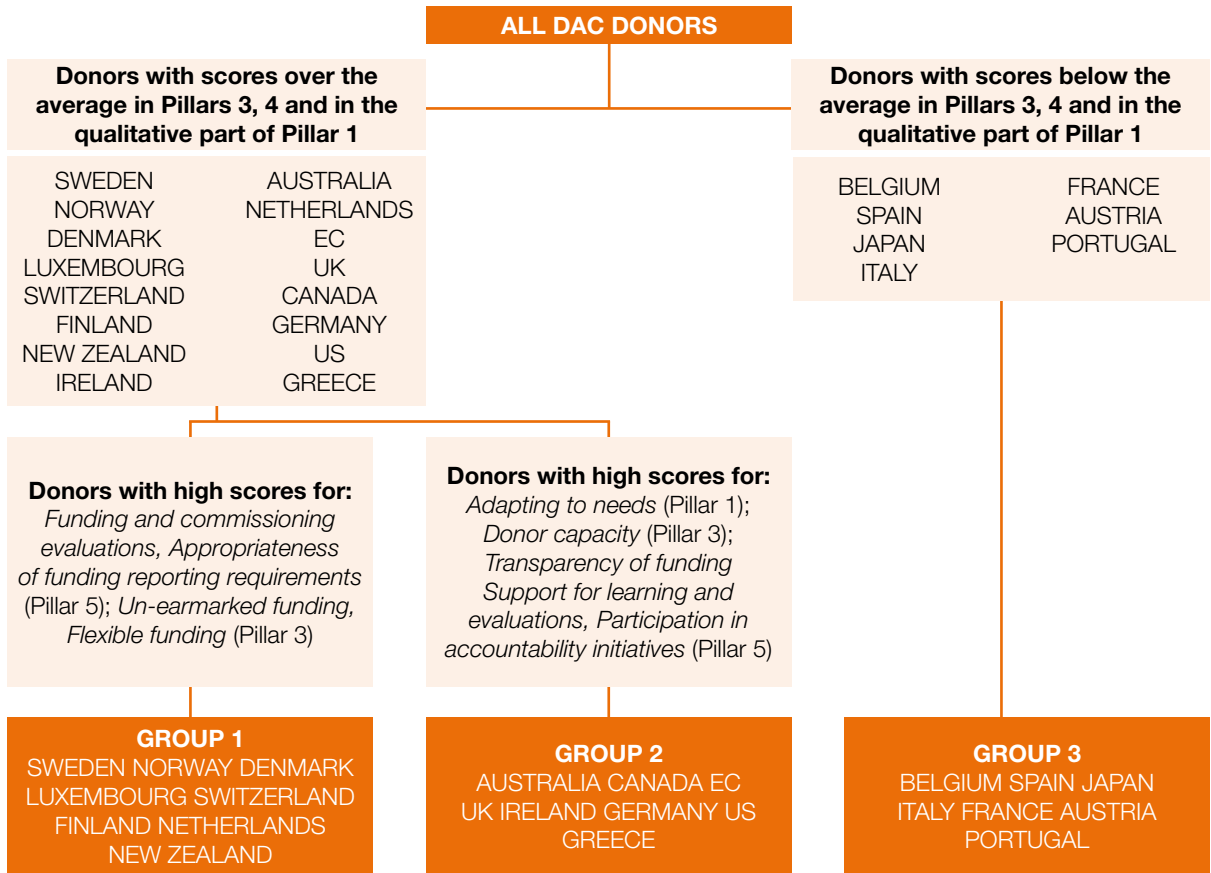 ALL DAC DONORS
Donors with scores over the
average in Pillars 3, 4 and in the
qualitative part of Pillar 1
SWEDEN
NORWAY
DENMARK
LUXEMBOURG
SWITZERLAND
FINLAND
NEW ZEALAND
IRELAND
AUSTRALIA
NETHERLANDS
EC
UK
CANADA
GERMANY
US
GREECE
Donors with scores below the
average in Pillars 3, 4 and in the
qualitative part of Pillar 1
BELGIUM
SPAIN
JAPAN
ITALY
FRANCE
AUSTRIA
PORTUGAL
Donors with high scores for:
Funding and commissioning
evaluations, Appropriateness
of funding reporting requirements
(Pillar 5); Un-earmarked funding,
Flexible funding (Pillar 3)
Donors with high scores for:
Adapting to needs (Pillar 1);
Donor capacity (Pillar 3);
Transparency of funding
Support for learning and
evaluations, Participation in
accountability initiatives (Pillar 5)
GROUP 1
SWEDEN NORWAY DENMARK
LUXEMBOURG SWITZERLAND
FINLAND NETHERLANDS
NEW ZEALAND
GROUP 2
AUSTRALIA CANADA EC
UK IRELAND GERMANY US
GREECE
GROUP 3
BELGIUM SPAIN JAPAN
ITALY FRANCE AUSTRIA
PORTUGAL